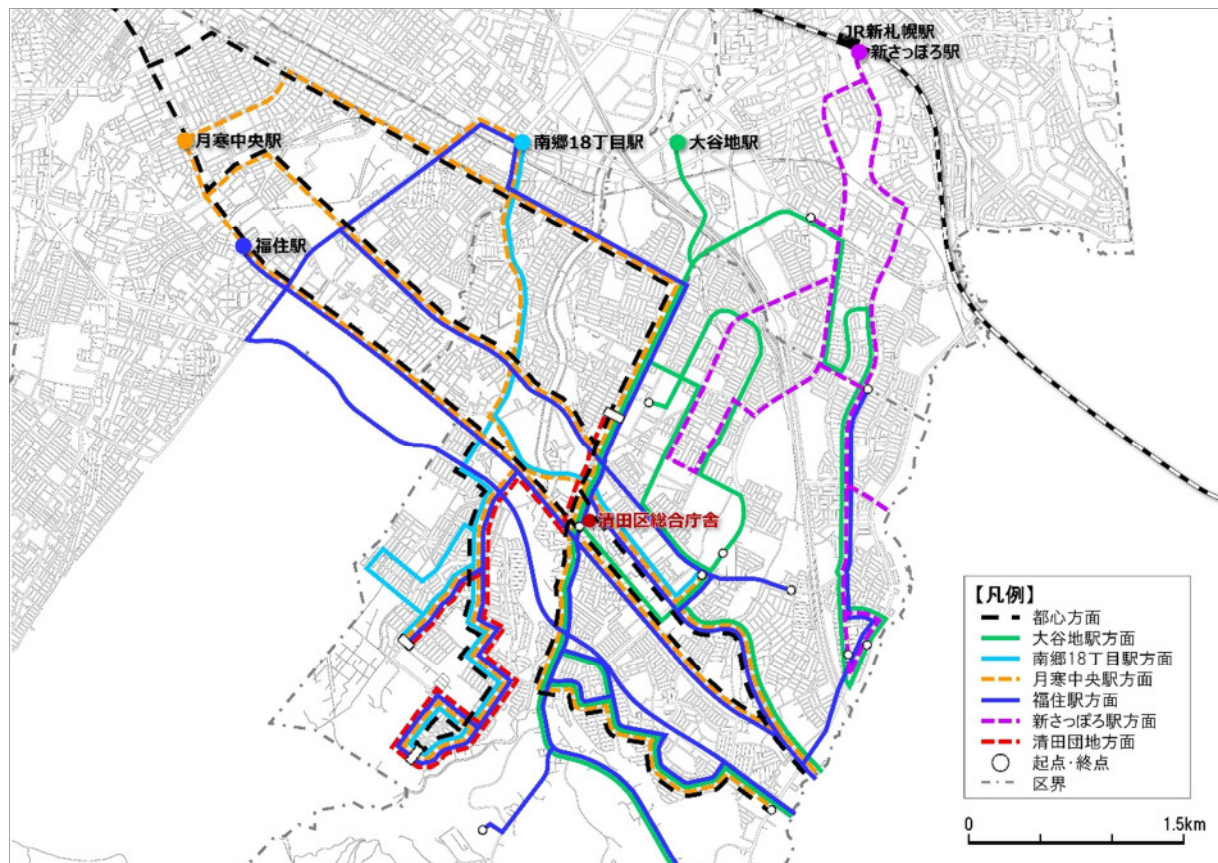 JR新札幌駅
新さっぽろ駅
月寒中央駅
南郷18丁目駅
大谷地駅
福住駅
清田区総合庁舎
【凡例】
都心方面
大谷地駅方面
南郷18丁目駅方面
月寒中央駅方面
福住駅方面
新さっぽろ駅方面
清田団地方面
起点・終点
区界
0 1.5km